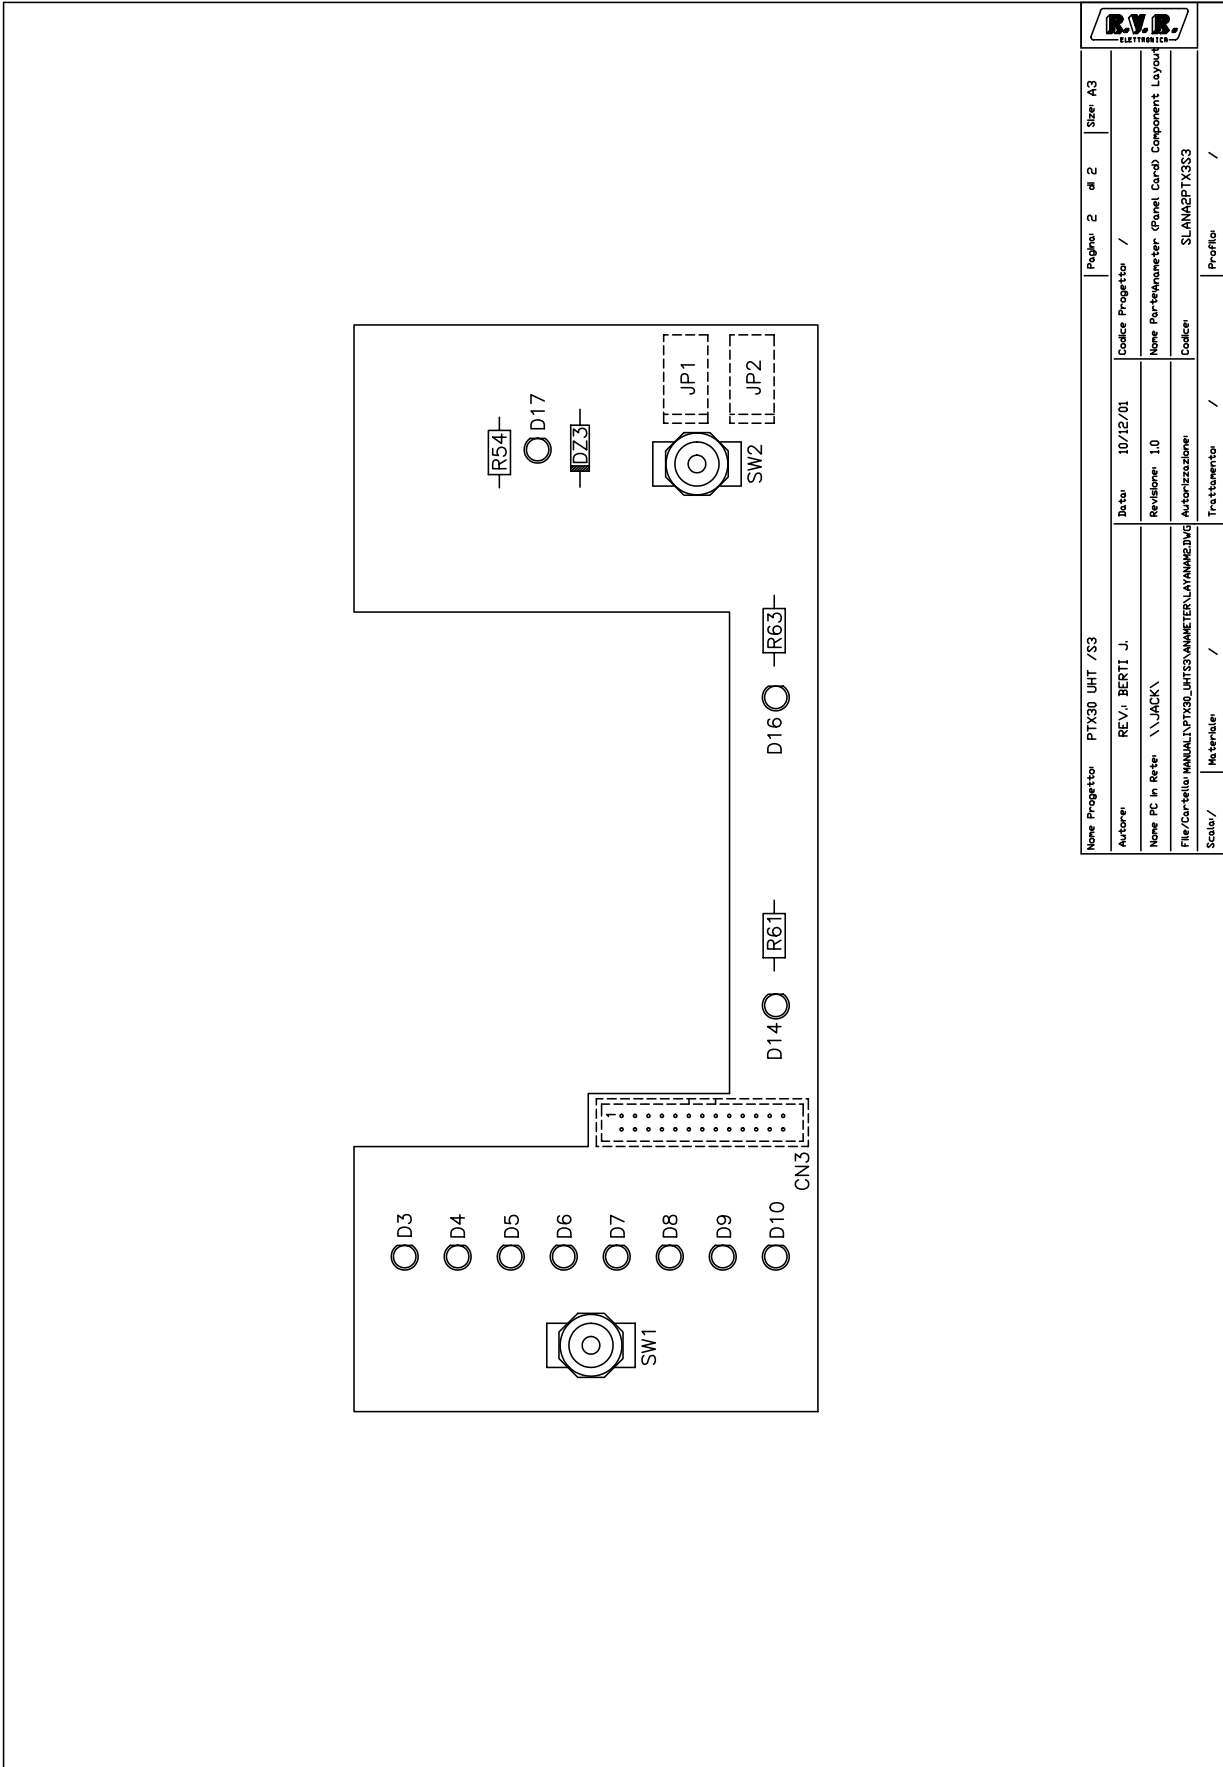 R.V.R.
ELETTRONICA
Nome Progetto: PTX30 UHT /S3
Pagina: 2 di 2
Size: A3
Autore: REV.: BERTI J.
Data: 10/12/01
Codice Progetto: /
Nome PC in Rete: \\JACK\
Revisione: 1.0
Nome Parte:Anameter (Panel Card) Component Layout
File/Cartella: MANUALI\PTX30_UHTS3\ANAMETER\LAYANAM2.DWG
Autorizzazione:
Codice: SLANA2PTX3S3
Scala: /
Materiale: /
Trattamento: /
Profilo: /
D3
D4
D5
D6
D7
D8
D9
D10
SW1
CN3
1
D14
R61
D16
R63
R54
D17
DZ3
SW2
JP1
JP2